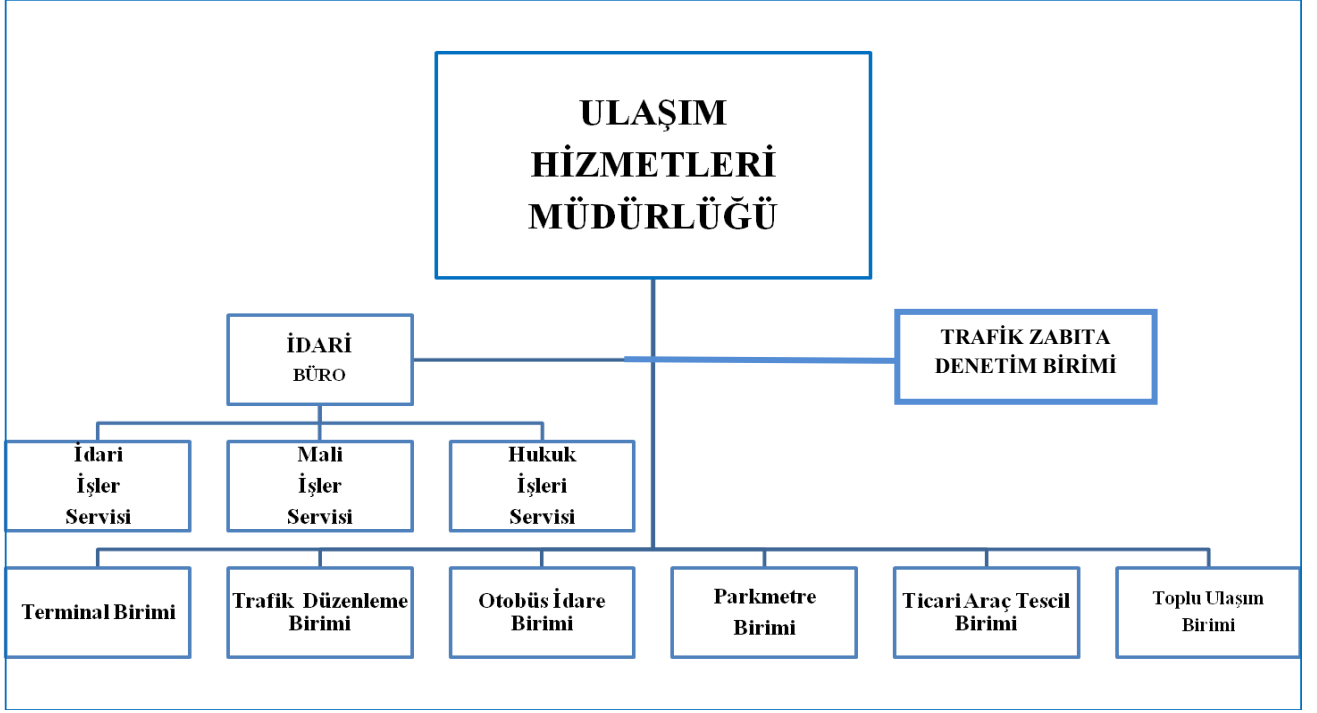 ULAŞIM
HİZMETLERİ
MÜDÜRLÜĞÜ
İDARİ
BÜRO
TRAFİK ZABITA
DENETİM BİRİMİ
İdari
İşler
Servisi
Mali
İşler
Servisi
Hukuk
İşleri
Servisi
Terminal Birimi
Trafik Düzenleme
Birimi
Otobüs İdare
Birimi
Parkmetre
Birimi
Ticari Araç Tescil
Birimi
Toplu Ulaşım
Birimi